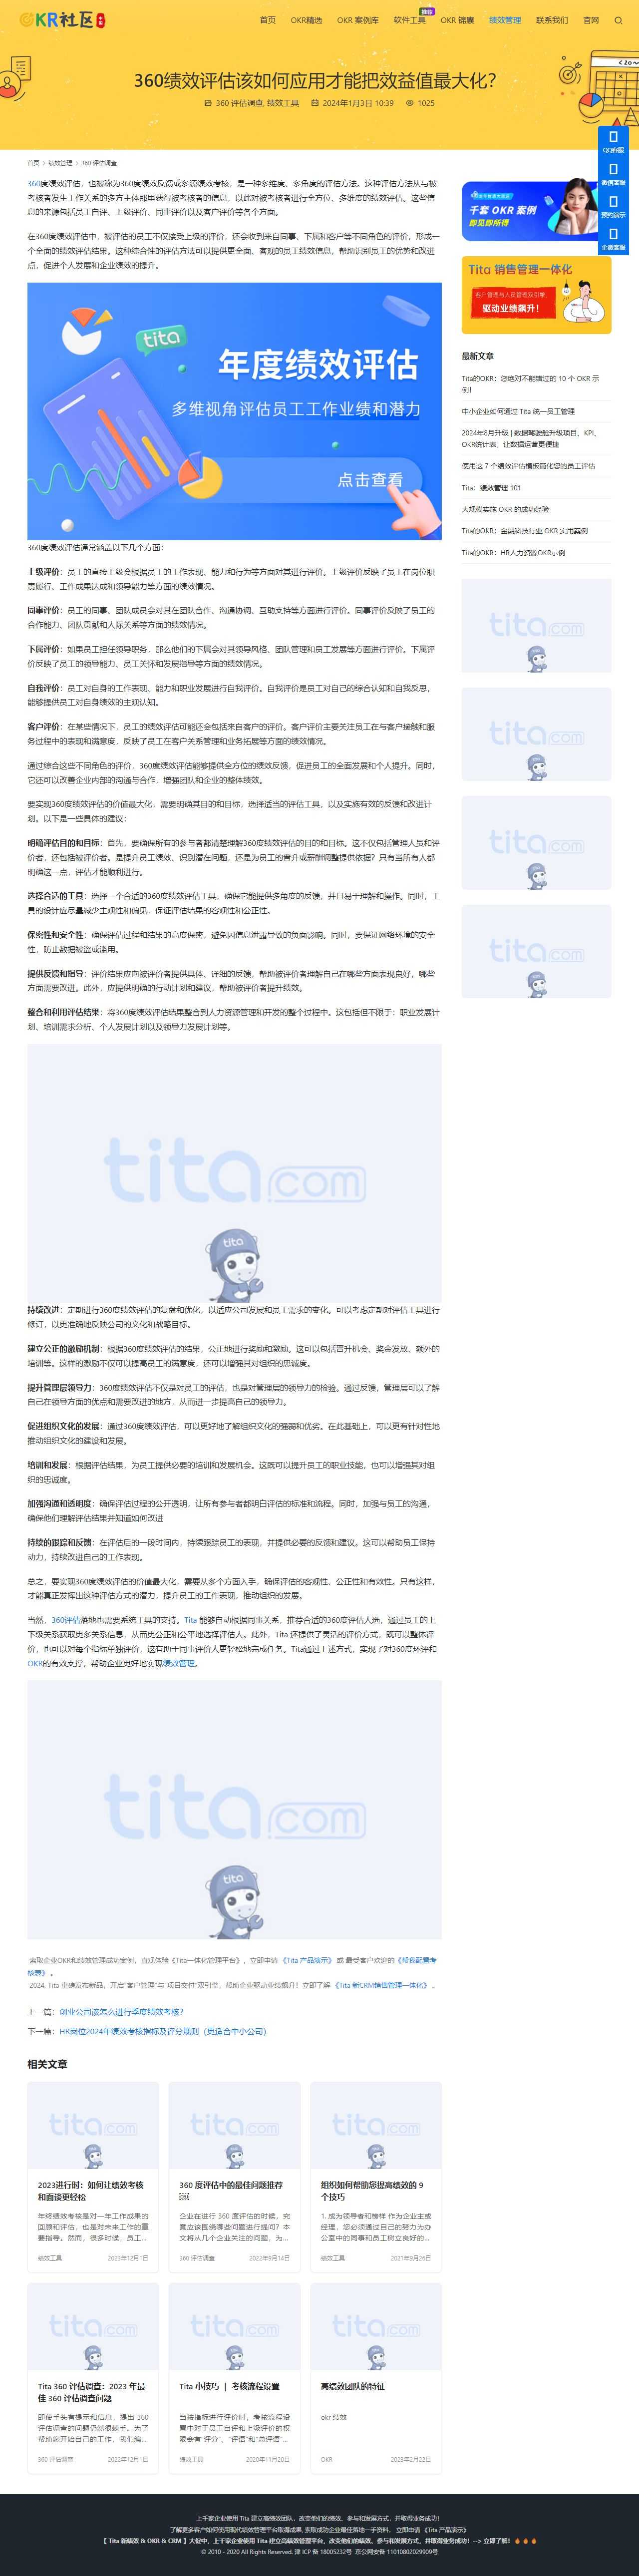 OKR社区
首页
OKR精选
OKR 案例库
软件工具
推荐
OKR 锦囊
绩效管理
联系我们
官网
360绩效评估该如何应用才能把效益值最大化?
360 评估调查, 绩效工具
2024年1月3日 10:39
1025
QQ客服
微信客服
预约演示
企微客服
首页 > 绩效管理 > 360 评估调查
360度绩效评估，也被称为360度绩效反馈或多源绩效考核，是一种多维度、多角度的评估方法。这种评估方法从与被
考核者发生工作关系的多方主体那里获得被考核者的信息，以此对被考核者进行全方位、多维度的绩效评估。这些信
息的来源包括员工自评、上级评价、同事评价以及客户评价等各个方面。
在360度绩效评估中，被评估的员工不仅接受上级的评价，还会收到来自同事、下属和客户等不同角色的评价，形成一
个全面的绩效评估结果。这种综合性的评估方法可以提供更全面、客观的员工绩效信息，帮助识别员工的优势和改进
点，促进个人发展和企业绩效的提升。
tita
年度绩效评估
多维视角评估员工工作业绩和潜力
点击查看
360度绩效评估通常涵盖以下几个方面：
上级评价：员工的直接上级会根据员工的工作表现、能力和行为等方面对其进行评价。上级评价反映了员工在岗位职
责履行、工作成果达成和领导能力等方面的绩效情况。
同事评价：员工的同事、团队成员会对其在团队合作、沟通协调、互助支持等方面进行评价。同事评价反映了员工的
合作能力、团队贡献和人际关系等方面的绩效情况。
下属评价：如果员工担任领导职务，那么他们的下属会对其领导风格、团队管理和员工发展等方面进行评价。下属评
价反映了员工的领导能力、员工关怀和发展指导等方面的绩效情况。
自我评价：员工对自身的工作表现、能力和职业发展进行自我评价。自我评价是员工对自己的综合认知和自我反思，
能够提供员工对自身绩效的主观认知。
客户评价：在某些情况下，员工的绩效评估可能还会包括来自客户的评价。客户评价主要关注员工在与客户接触和服
务过程中的表现和满意度，反映了员工在客户关系管理和业务拓展等方面的绩效情况。
通过综合这些不同角色的评价，360度绩效评估能够提供全方位的绩效反馈，促进员工的全面发展和个人提升。同时，
它还可以改善企业内部的沟通与合作，增强团队和企业的整体绩效。
要实现360度绩效评估的价值最大化，需要明确其目的和目标，选择适当的评估工具，以及实施有效的反馈和改进计
划。以下是一些具体的建议：
明确评估目的和目标：首先，要确保所有的参与者都清楚理解360度绩效评估的目的和目标。这不仅包括管理人员和评
价者，还包括被评价者。是提升员工绩效、识别潜在问题，还是为员工的晋升或薪酬调整提供依据？只有当所有人都
明确这一点，评估才能顺利进行。
选择合适的工具：选择一个合适的360度绩效评估工具，确保它能提供多角度的反馈，并且易于理解和操作。同时，工
具的设计应尽量减少主观性和偏见，保证评估结果的客观性和公正性。
保密性和安全性：确保评估过程和结果的高度保密，避免因信息泄露导致的负面影响。同时，要保证网络环境的安全
性，防止数据被盗或滥用。
提供反馈和指导：评价结果应向被评价者提供具体、详细的反馈，帮助被评价者理解自己在哪些方面表现良好，哪些
方面需要改进。此外，应提供明确的行动计划和建议，帮助被评价者提升绩效。
整合和利用评估结果：将360度绩效评估结果整合到人力资源管理和开发的整个过程中。这包括但不限于：职业发展计
划、培训需求分析、个人发展计划以及领导力发展计划等。
tita.com
tita
持续改进：定期进行360度绩效评估的复盘和优化，以适应公司发展和员工需求的变化。可以考虑定期对评估工具进行
修订，以更准确地反映公司的文化和战略目标。
建立公正的激励机制：根据360度绩效评估的结果，公正地进行奖励和激励。这可以包括晋升机会、奖金发放、额外的
培训等。这样的激励不仅可以提高员工的满意度，还可以增强其对组织的忠诚度。
提升管理层领导力：360度绩效评估不仅是对员工的评估，也是对管理层的领导力的检验。通过反馈，管理层可以了解
自己在领导方面的优点和需要改进的地方，从而进一步提高自己的领导力。
促进组织文化的发展：通过360度绩效评估，可以更好地了解组织文化的强弱和优劣。在此基础上，可以更有针对性地
推动组织文化的建设和发展。
培训和发展：根据评估结果，为员工提供必要的培训和发展机会。这既可以提升员工的职业技能，也可以增强其对组
织的忠诚度。
加强沟通和透明度：确保评估过程的公开透明，让所有参与者都明白评估的标准和流程。同时，加强与员工的沟通，
确保他们理解评估结果并知道如何改进
持续的跟踪和反馈：在评估后的一段时间内，持续跟踪员工的表现，并提供必要的反馈和建议。这可以帮助员工保持
动力，持续改进自己的工作表现。
总之，要实现360度绩效评估的价值最大化，需要从多个方面入手，确保评估的客观性、公正性和有效性。只有这样，
才能真正发挥出这种评估方式的潜力，提升员工的工作表现，推动组织的发展。
当然，360评估落地也需要系统工具的支持。Tita 能够自动根据同事关系，推荐合适的360度评估人选，通过员工的上
下级关系获取更多关系信息，从而更公正和公平地选择评估人。此外，Tita 还提供了灵活的评价方式，既可以整体评
价，也可以对每个指标单独评价，这有助于同事评价人更轻松地完成任务。Tita通过上述方式，实现了对360度环评和
OKR的有效支撑，帮助企业更好地实现绩效管理。
tita.com
tita
索取企业OKR和绩效管理成功案例，直观体验《Tita一体化管理平台》，立即申请 《Tita 产品演示》 或 最受客户欢迎的《帮我配置考
核表》 。
2024, Tita 重磅发布新品，开启“客户管理”与“项目交付”双引擎，帮助企业驱动业绩飙升！立即了解 《Tita 新CRM销售管理一体化》 。
上一篇：创业公司该怎么进行季度绩效考核？
下一篇：HR岗位2024年绩效考核指标及评分规则（更适合中小公司）
相关文章
tita.com
tita.com
tita.com
2023进行时：如何让绩效考核
和面谈更轻松
年终绩效考核是对一年工作成果的
回顾和评估，也是对未来工作的重
要指导。然而，很多时候，员工…
绩效工具
2023年12月1日
360 度评估中的最佳问题推荐
￼
企业在进行 360 度评估的时候，究
竟应该围绕哪些问题进行提问？本
文将从几个企业关注的问题，为…
360 评估调查
2022年9月14日
组织如何帮助您提高绩效的 9
个技巧
1. 成为领导者和榜样 作为企业主或
经理，您必须通过自己的努力为办
公室中的同事和员工树立良好的…
绩效工具
2021年8月26日
tita.com
tita.com
tita.com
Tita 360 评估调查：2023 年最
佳 360 评估调查问题
即使手头有提示和信息，提出 360
评估调查的问题仍然很棘手。为了
帮助您开始自己的工作，我们编…
360 评估调查
2022年12月1日
Tita 小技巧 ｜ 考核流程设置
当按指标进行评价时，考核流程设
置中对于员工自评和上级评价的权
限会有“评分”、“评语”和“总评语”…
绩效工具
2020年11月20日
高绩效团队的特征
okr 绩效
OKR
2023年2月22日
千套 OKR 案例
即见即所得
Tita 销售管理一体化
客户管理与人员管理双引擎,
驱动业绩飙升!
最新文章
Tita的OKR：您绝对不能错过的 10 个 OKR 示
例！
中小企业如何通过 Tita 统一员工管理
2024年8月升级 | 数据驾驶舱升级项目、KPI、
OKR统计表，让数据运营更便捷
使用这 7 个绩效评估模板简化您的员工评估
Tita：绩效管理 101
大规模实施 OKR 的成功经验
Tita的OKR：金融科技行业 OKR 实用案例
Tita的OKR：HR人力资源OKR示例
tita.com
tita.com
tita.com
tita.com
上千家企业使用 Tita 建立高绩效团队，改变他们的绩效、参与和发展方式，并取得业务成功！
了解更多客户如何使用现代绩效管理平台取得成果, 索取成功企业最佳落地一手资料， 立即申请 《Tita 产品演示》
【 Tita 新绩效 & OKR & CRM 】大促中，上千家企业使用 Tita 建立高绩效管理平台，改变他们的绩效、参与和发展方式，并取得业务成功！--> 立即了解！
© 2010 - 2020 All Rights Reserved. 津 ICP 备 18005232号 京公网安备 11010802029909号